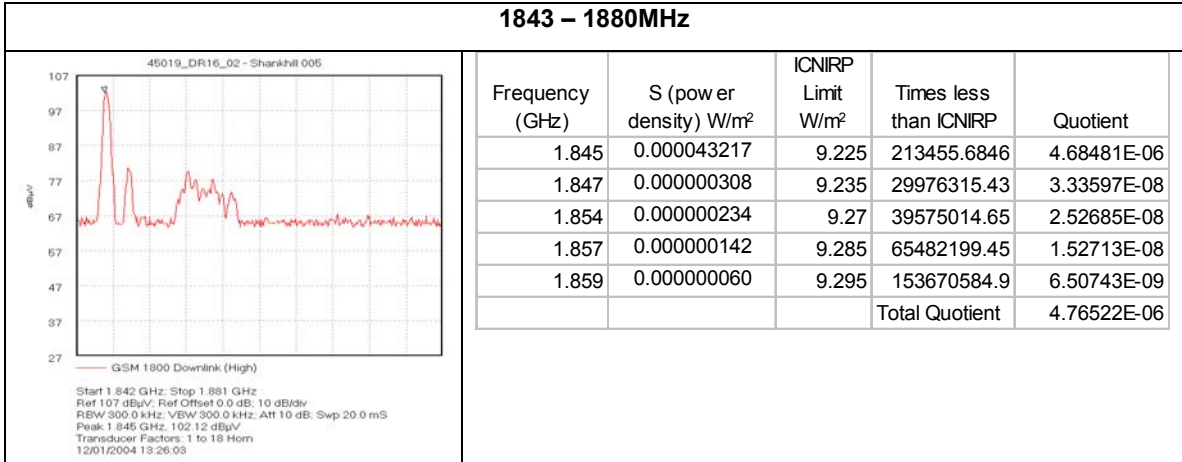 1843 – 1880MHz
45019_DR16_02 - Shankhill 005
107
97
87
77
67
57
47
37
27
dBµV
GSM 1800 Downlink (High)
Start 1.842 GHz; Stop 1.881 GHz
Ref 107 dBµV; Ref Offset 0.0 dB; 10 dB/div
RBW 300.0 kHz; VBW 300.0 kHz; Att 10 dB; Swp 20.0 mS
Peak 1.845 GHz, 102.12 dBµV
Transducer Factors: 1 to 18 Horn
12/01/2004 13:26:03
Frequency (GHz) S (pow er density) W/m² ICNIRP Limit W/m² Times less than ICNIRP Quotient
1.845 0.000043217 9.225 213455.6846 4.68481E-06
1.847 0.000000308 9.235 29976315.43 3.33597E-08
1.854 0.000000234 9.27 39575014.65 2.52685E-08
1.857 0.000000142 9.285 65482199.45 1.52713E-08
1.859 0.000000060 9.295 153670584.9 6.50743E-09
Total Quotient 4.76522E-06